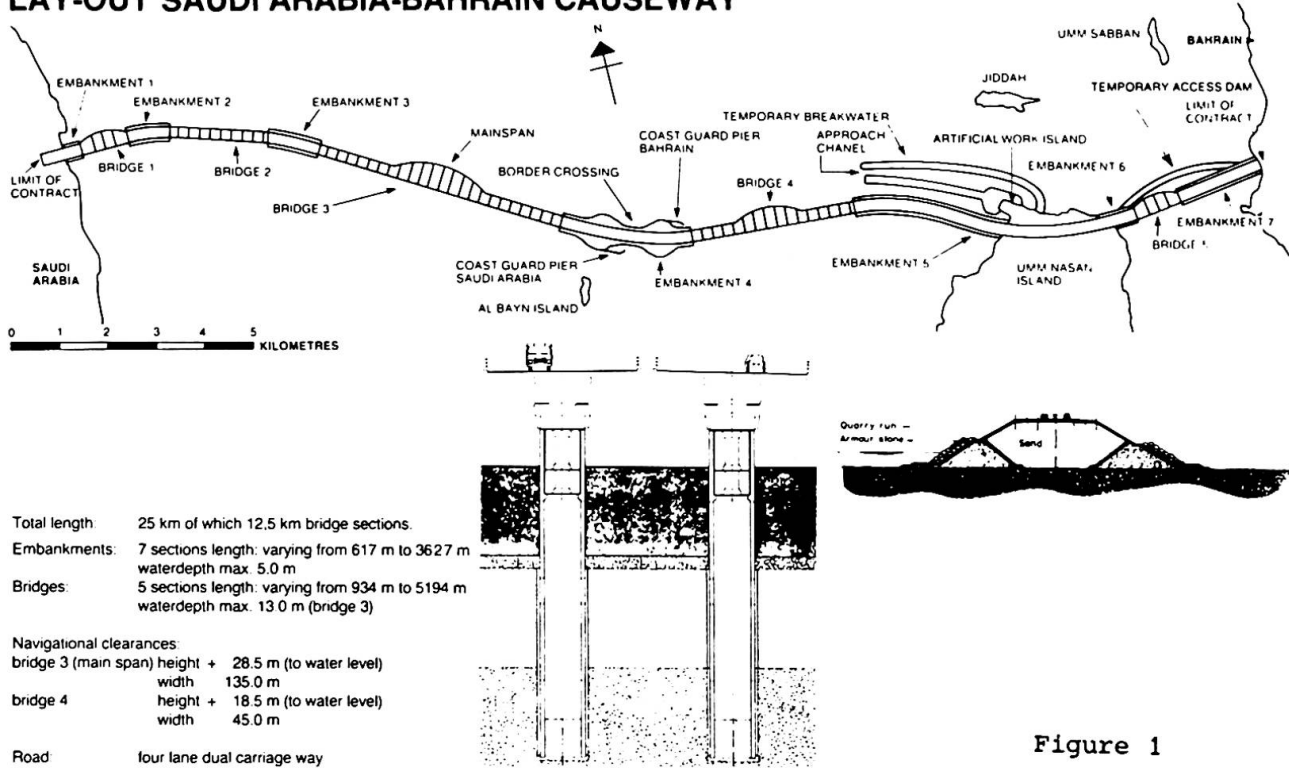 LAY-OUT SAUDI ARABIA-BAHRAIN CAUSEWAY
N
UMM SABBAN
BAHRAIN
EMBANKMENT 1
EMBANKMENT 2
EMBANKMENT 3
MAINSPAN
JIDDAH
TEMPORARY ACCESS DAM
TEMPORARY BREAKWATER
LIMIT OF
CONTRACT
COAST GUARD PIER
BAHRAIN
APPROACH
CHANEL
ARTIFICIAL WORK ISLAND
BORDER CROSSING
EMBANKMENT 6
BRIDGE 4
LIMIT OF
CONTRACT
BRIDGE 1
BRIDGE 2
BRIDGE 3
EMBANKMENT 7
BRIDGE 5
SAUDI
ARABIA
COAST GUARD PIER
SAUDI ARABIA
EMBANKMENT 4
EMBANKMENT 5
UMM NASAN
ISLAND
AL BAYN ISLAND
0 1 2 3 4 5
KILOMETRES
Quarry run
Armour stone
Sand
Total length: 25 km of which 12,5 km bridge sections.
Embankments: 7 sections length: varying from 617 m to 3627 m
waterdepth max. 5.0 m
Bridges: 5 sections length: varying from 934 m to 5194 m
waterdepth max. 13.0 m (bridge 3)
Navigational clearances:
bridge 3 (main span) height + 28.5 m (to water level)
width 135.0 m
bridge 4 height + 18.5 m (to water level)
width 45.0 m
Road: four lane dual carriage way
Figure 1